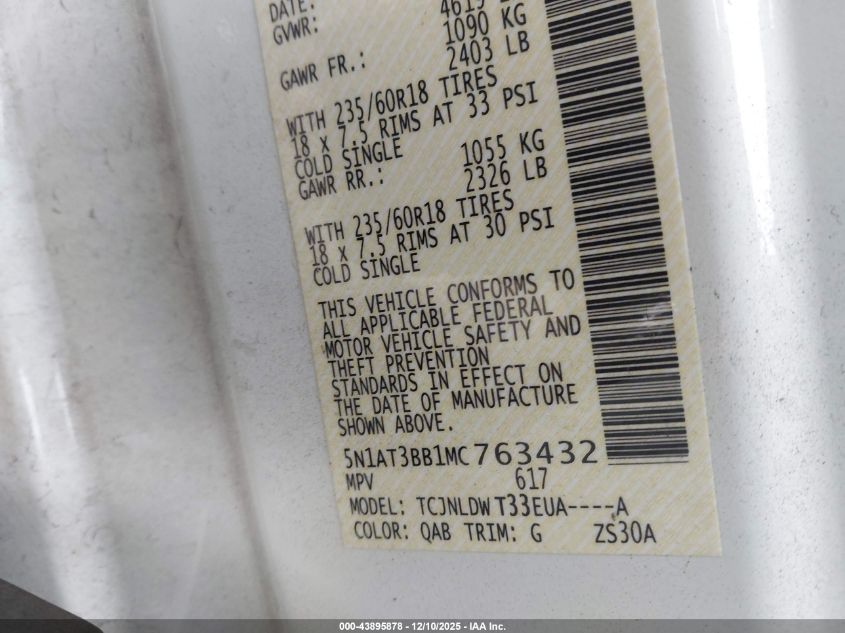 DATE:
GVWR: 4619
1090 KG
GAWR FR.: 2403 LB
WITH 235/60R18 TIRES
18 x 7.5 RIMS AT 33 PSI
COLD SINGLE 1055 KG
GAWR RR.: 2326 LB
WITH 235/60R18 TIRES
18 x 7.5 RIMS AT 30 PSI
COLD SINGLE
THIS VEHICLE CONFORMS TO
ALL APPLICABLE FEDERAL
MOTOR VEHICLE SAFETY AND
THEFT PREVENTION
STANDARDS IN EFFECT ON
THE DATE OF MANUFACTURE
SHOWN ABOVE.
5N1AT3BB1MC763432
MPV 617
MODEL: TCJNLDWT33EUA----A
COLOR: QAB TRIM: G ZS30A
000-43895878 - 12/10/2025 - IAA Inc.